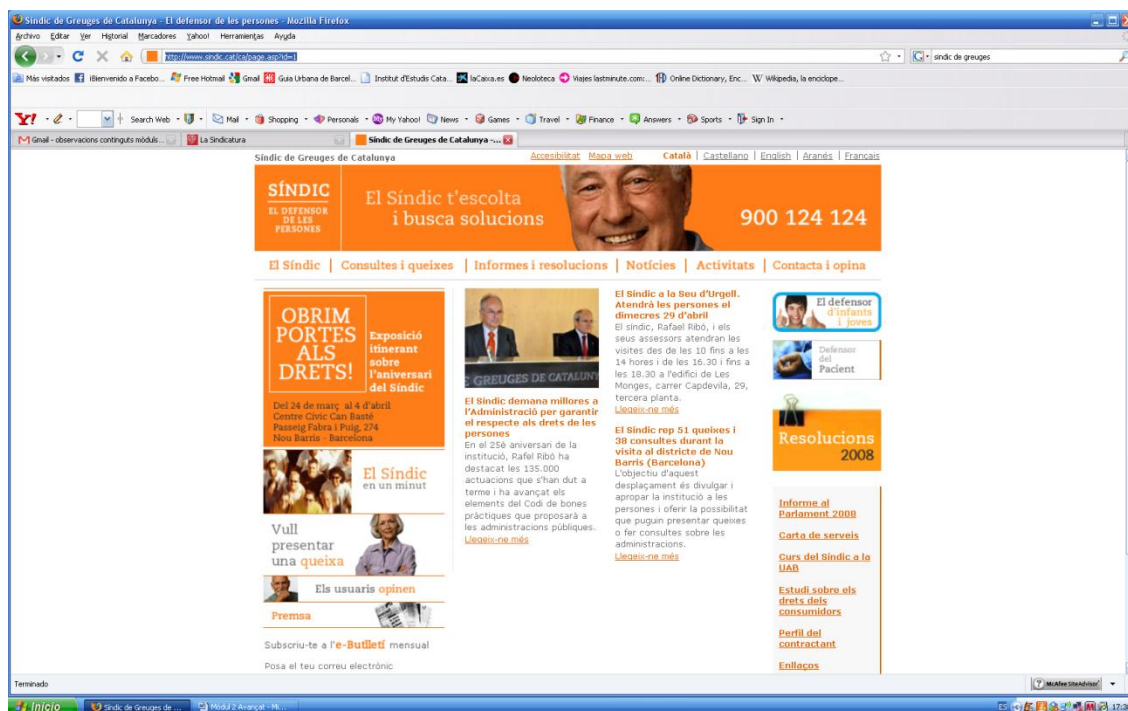 Síndic de Greuges de Catalunya - El defensor de les persones - Mozilla Firefox
Archivo Editar Ver Historial Marcadores Yahoo! Herramientas Ayuda
http://www.sindic.cat/ca/page.asp?id=1
sindic de greuges
Más visitados iBienvenido a Facebo... Free Hotmail Gmail Guia Urbana de Barcel... Institut d'Estudis Cata... laCaixa.es Neoloteca Viajes lastminute.com:... Online Dictionary, Enc... Wikipedia, la enciclope...
Y! Search Web Mail Shopping Personals My Yahoo! News Games Travel Finance Answers Sports Sign In
Gmail - observacions continguts mòduls... La Sindicatura Síndic de Greuges de Catalunya -...
Síndic de Greuges de Catalunya
Accesibilitat Mapa web Català | Castellano | English | Aranés | Français
SÍNDIC
EL DEFENSOR
DE LES
PERSONES
El Síndic t'escolta
i busca solucions
900 124 124
El Síndic | Consultes i queixes | Informes i resolucions | Notícies | Activitats | Contacta i opina
OBRIM
PORTES
ALS
DRETS!
Exposició
itinerant
sobre
l'aniversari
del Síndic
Del 24 de març al 4 d'abril
Centre Cívic Can Basté
Passeig Fabra i Puig, 274
Nou Barris - Barcelona
El Síndic
en un minut
Vull
presentar
una queixa
Els usuaris opinen
Premsa
Subscriu-te a l'e-Butlletí mensual
Posa el teu correu electrònic
E GREUGES DE CATALUNY
El Síndic demana millores a
l'Administració per garantir
el respecte als drets de les
persones
En el 25è aniversari de la
institució, Rafel Ribó ha
destacat les 135.000
actuacions que s'han dut a
terme i ha avançat els
elements del Codi de bones
pràctiques que proposarà a
les administracions públiques.
Llegeix-ne més
El Síndic a la Seu d'Urgell.
Atendrà les persones el
dimecres 29 d'abril
El síndic, Rafael Ribó, i els
seus assessors atendran les
visites des de les 10 fins a les
14 hores i de les 16.30 i fins a
les 18.30 a l'edifici de Les
Monges, carrer Capdevila, 29,
tercera planta.
Llegeix-ne més
El Síndic rep 51 queixes i
38 consultes durant la
visita al districte de Nou
Barris (Barcelona)
L'objectiu d'aquest
desplaçament és divulgar i
apropar la institució a les
persones i oferir la possibilitat
que puguin presentar queixes
o fer consultes sobre les
administracions.
Llegeix-ne més
El defensor
d'infants
i joves
Defensor
del
Pacient
Resolucions
2008
Informe al
Parlament 2008
Carta de serveis
Curs del Síndic a la
UAB
Estudi sobre els
drets dels
consumidors
Perfil del
contractant
Enllaços
Terminado
McAfee SiteAdvisor
Inicio Síndic de Greuges de ... Mòdul 2 Avançat - Mi...
ES